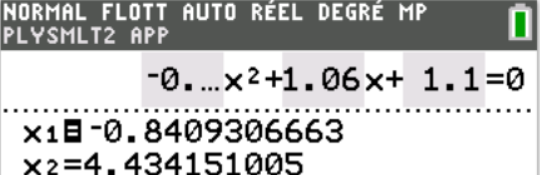 NORMAL FLOTT AUTO RÉEL DEGRÉ MP
PLYSMLT2 APP
-0.…x²+1.06x+ 1.1=0
x₁=-0.8409306663
x₂=4.434151005